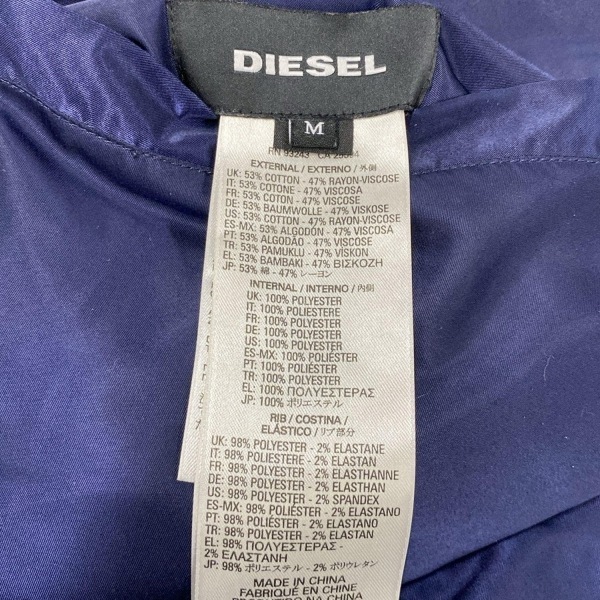 DIESEL
M
RN 93243 CA 25594
EXTERNAL / EXTERNO / 外側
UK: 53% COTTON - 47% RAYON-VISCOSE
IT: 53% COTONE - 47% VISCOSA
FR: 53% COTON - 47% VISCOSE
DE: 53% BAUMWOLLE - 47% VISKOSE
US: 53% COTTON - 47% RAYON-VISCOSE
ES-MX: 53% ALGODÓN - 47% VISCOSA
PT: 53% ALGODÃO - 47% VISCOSE
TR: 53% PAMUKLU - 47% VİSKON
EL: 53% BAMBAKI - 47% ΒΙΣΚΟΖΗ
JP: 53% 綿 - 47% レーヨン
INTERNAL / INTERNO / 内側
UK: 100% POLYESTER
IT: 100% POLIESTERE
FR: 100% POLYESTER
DE: 100% POLYESTER
US: 100% POLYESTER
ES-MX: 100% POLIÉSTER
PT: 100% POLIÉSTER
TR: 100% POLYESTER
EL: 100% ΠΟΛΥΕΣΤΕΡΑΣ
JP: 100% ポリエステル
RIB / COSTINA /
ELÁSTICO / リブ部分
UK: 98% POLYESTER - 2% ELASTANE
IT: 98% POLIESTERE - 2% ELASTAN
FR: 98% POLYESTER - 2% ELASTHANNE
DE: 98% POLYESTER - 2% ELASTHAN
US: 98% POLYESTER - 2% SPANDEX
ES-MX: 98% POLIÉSTER - 2% ELASTANO
PT: 98% POLIÉSTER - 2% ELASTANO
TR: 98% POLYESTER - 2% ELASTAN
EL: 98% ΠΟΛΥΕΣΤΕΡΑΣ -
2% ΕΛΑΣΤΑΝΗ
JP: 98% ポリエステル - 2% ポリウレタン
MADE IN CHINA
FABRIQUÉ EN CHINE
HECHO EN CHINA